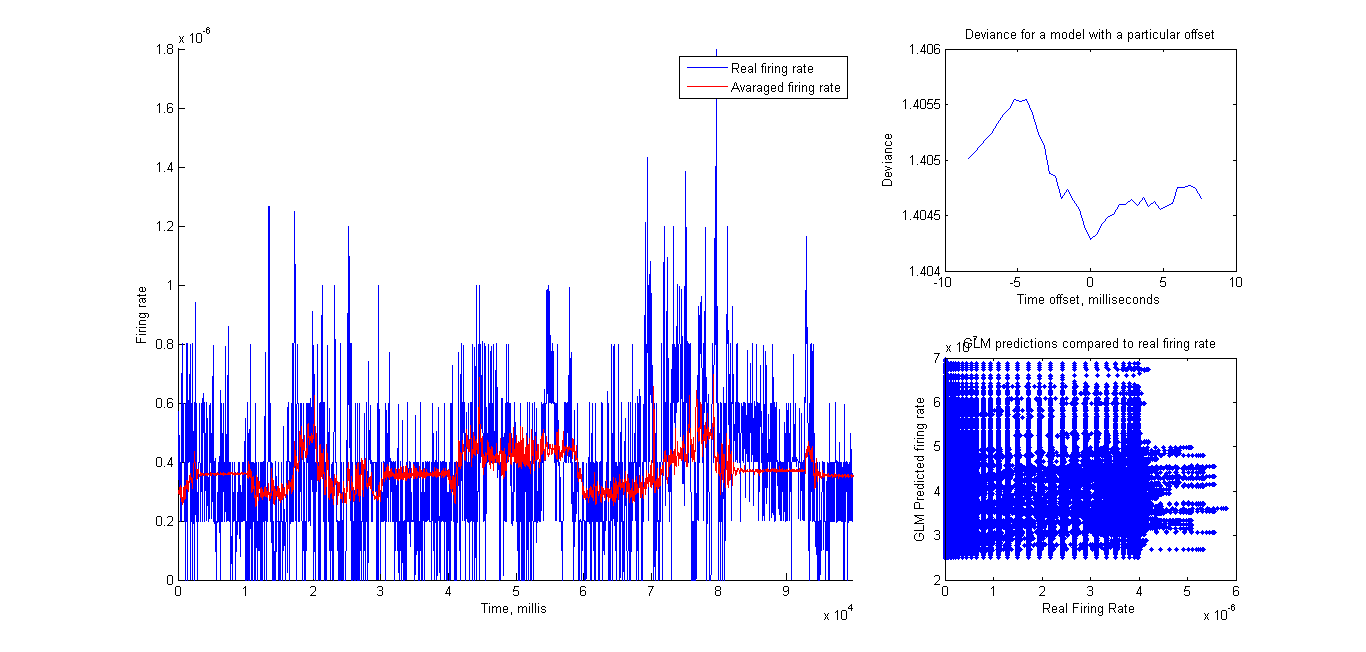 x 10^-6
1.8
1.6
1.4
1.2
1
0.8
0.6
0.4
0.2
0
Firing rate
Real firing rate
Avaraged firing rate
0 1 2 3 4 5 6 7 8 9
Time, millis
x 10^4
Deviance for a model with a particular offset
1.406
1.4055
1.405
1.4045
1.404
Deviance
-10 -5 0 5 10
Time offset, milliseconds
GLM predictions compared to real firing rate
7
6
5
4
3
2
GLM Predicted firing rate
0 1 2 3 4 5 6
Real Firing Rate
x 10^-6